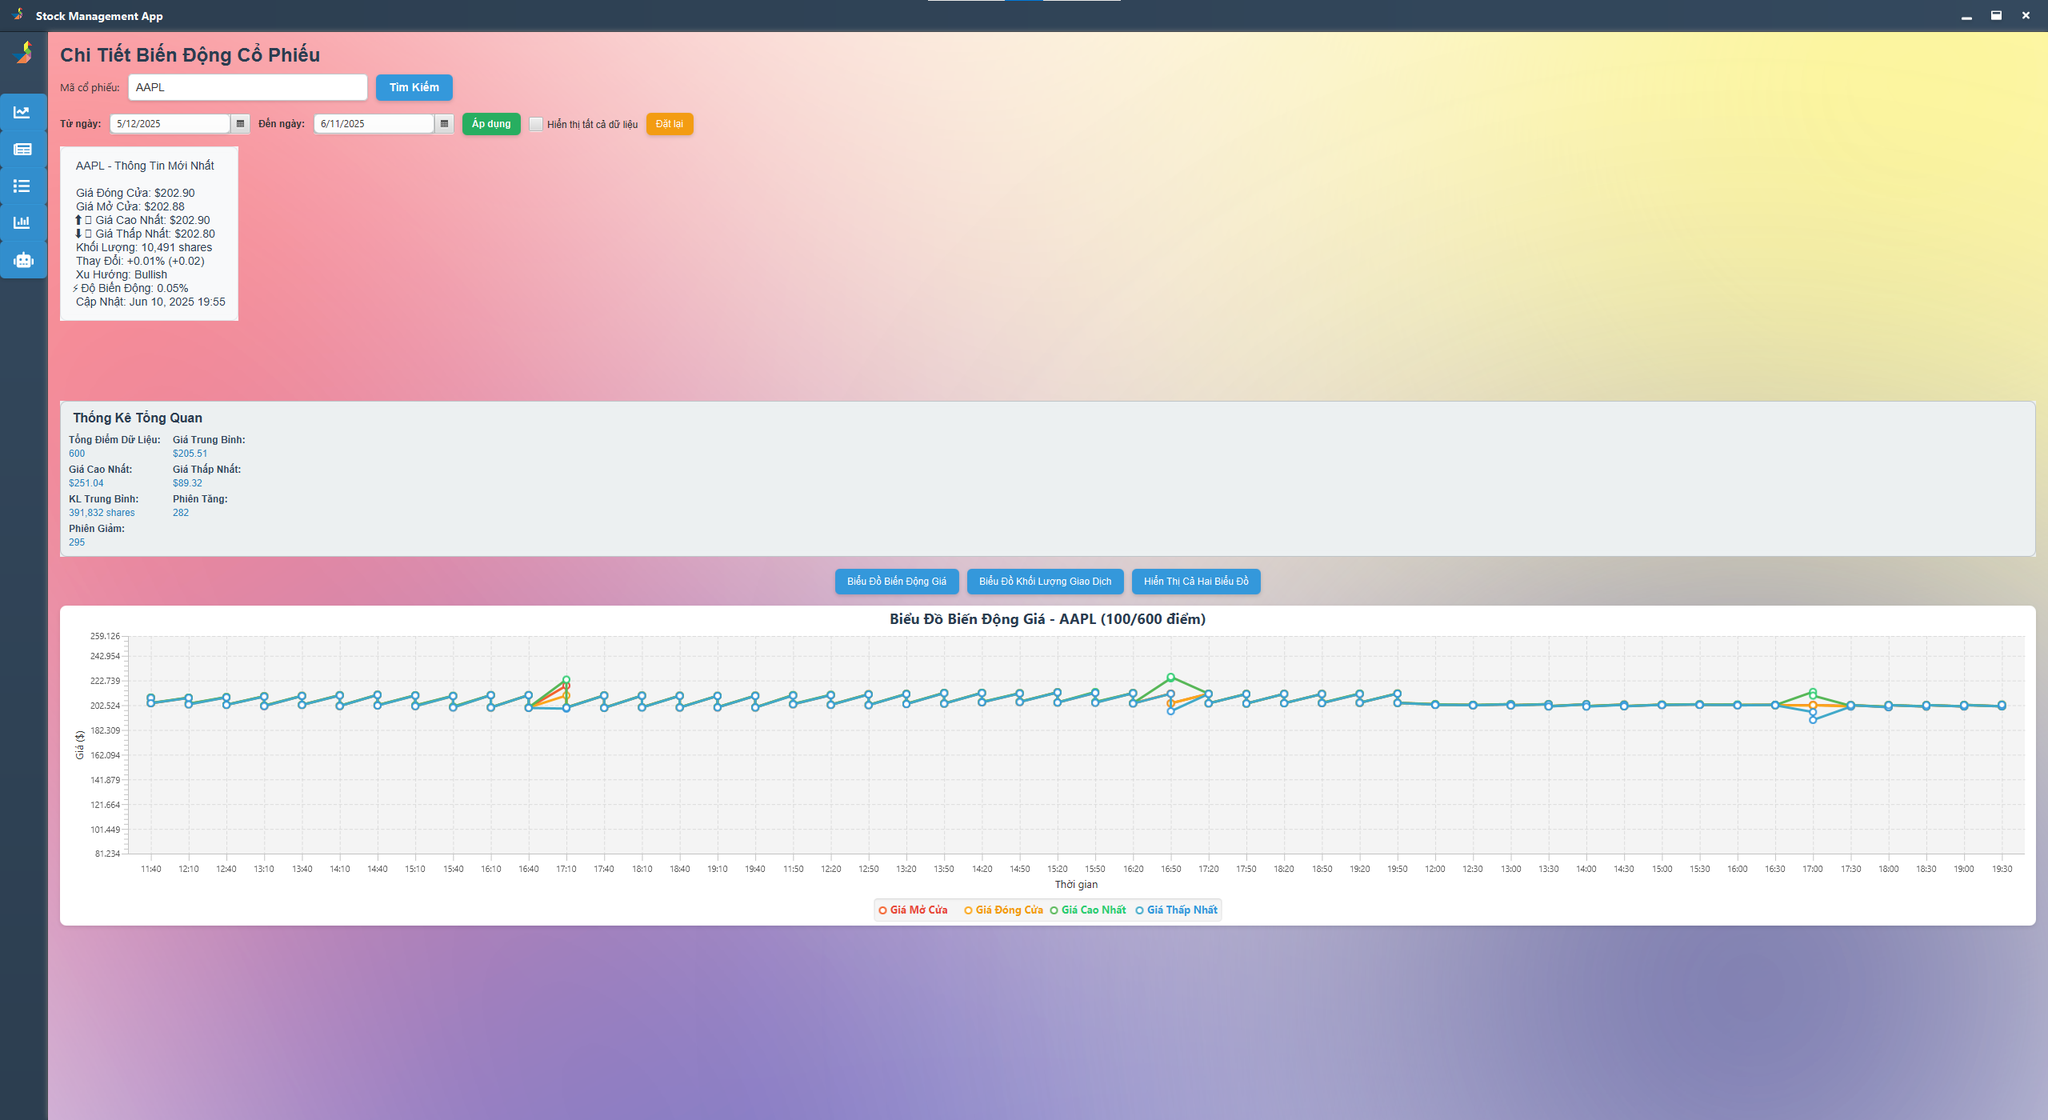 Stock Management App
Chi Tiết Biến Động Cổ Phiếu
Mã cổ phiếu: AAPL Tìm Kiếm
Từ ngày: 5/12/2025 Đến ngày: 6/11/2025 Áp dụng Hiển thị tất cả dữ liệu Đặt lại
AAPL - Thông Tin Mới Nhất
Giá Đóng Cửa: $202.90
Giá Mở Cửa: $202.88
⬆ Giá Cao Nhất: $202.90
⬇ Giá Thấp Nhất: $202.80
Khối Lượng: 10,491 shares
Thay Đổi: +0.01% (+0.02)
Xu Hướng: Bullish
⚡ Độ Biến Động: 0.05%
Cập Nhật: Jun 10, 2025 19:55
Thống Kê Tổng Quan
Tổng Điểm Dữ Liệu: Giá Trung Bình:
600 $205.51
Giá Cao Nhất: Giá Thấp Nhất:
$251.04 $89.32
KL Trung Bình: Phiên Tăng:
391,832 shares 282
Phiên Giảm:
295
Biểu Đồ Biến Động Giá Biểu Đồ Khối Lượng Giao Dịch Hiển Thị Cả Hai Biểu Đồ
Biểu Đồ Biến Động Giá - AAPL (100/600 điểm)
259.126
242.954
222.739
202.524
182.309
162.094
141.879
121.664
101.449
81.234
Giá ($)
11:40 12:10 12:40 13:10 13:40 14:10 14:40 15:10 15:40 16:10 16:40 17:10 17:40 18:10 18:40 19:10 19:40 11:50 12:20 12:50 13:20 13:50 14:20 14:50 15:20 15:50 16:20 16:50 17:20 17:50 18:20 18:50 19:20 19:50 12:00 12:30 13:00 13:30 14:00 14:30 15:00 15:30 16:00 16:30 17:00 17:30 18:00 18:30 19:00 19:30
Thời gian
Giá Mở Cửa Giá Đóng Cửa Giá Cao Nhất Giá Thấp Nhất